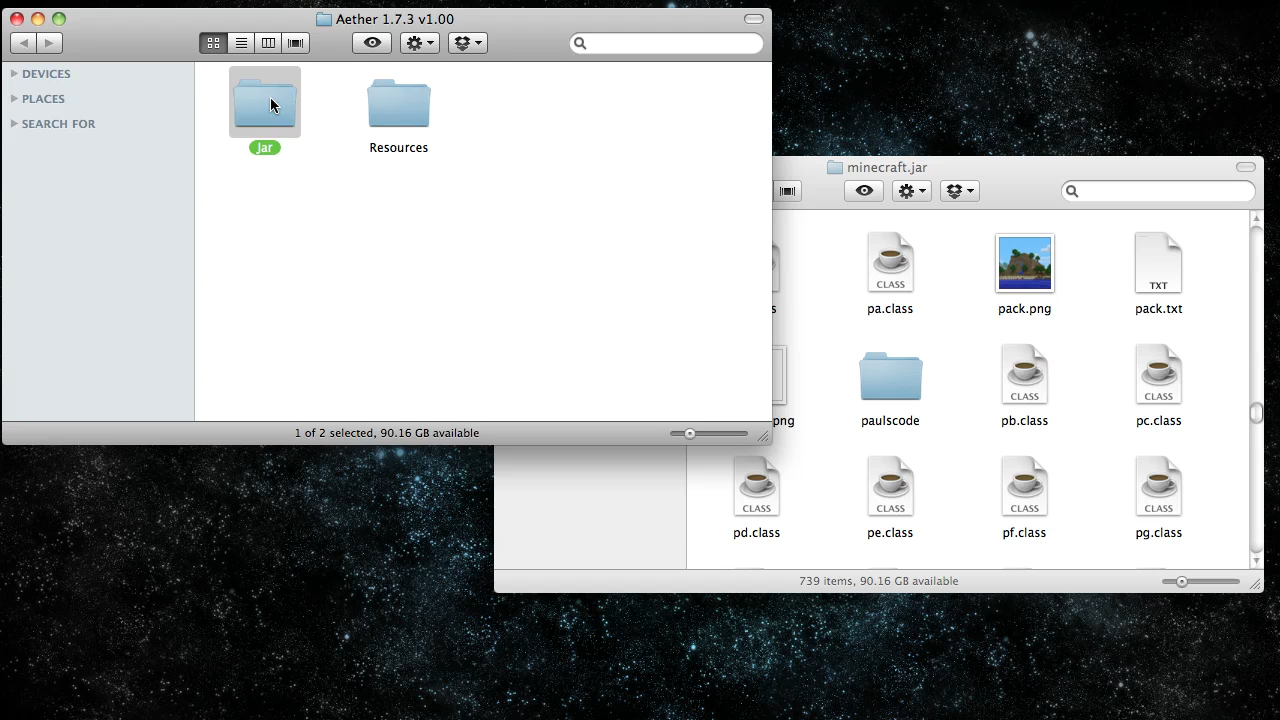 Aether 1.7.3 v1.00
DEVICES
PLACES
SEARCH FOR
Jar
Resources
1 of 2 selected, 90.16 GB available
minecraft.jar
s
CLASS
pa.class
pack.png
TXT
pack.txt
png
paulscode
CLASS
pb.class
CLASS
pc.class
CLASS
pd.class
CLASS
pe.class
CLASS
pf.class
CLASS
pg.class
739 items, 90.16 GB available